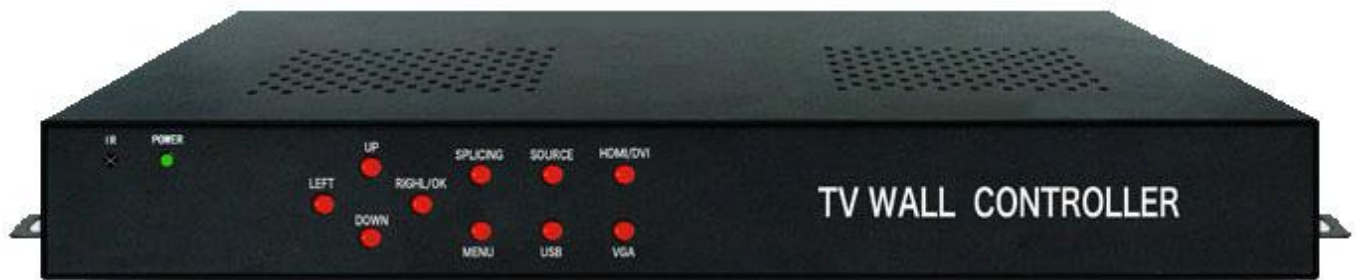 IR POWER
UP
SPLICING SOURCE HDMI/DVI
LEFT RIGHL/OK
DOWN
MENU USB VGA
TV WALL CONTROLLER